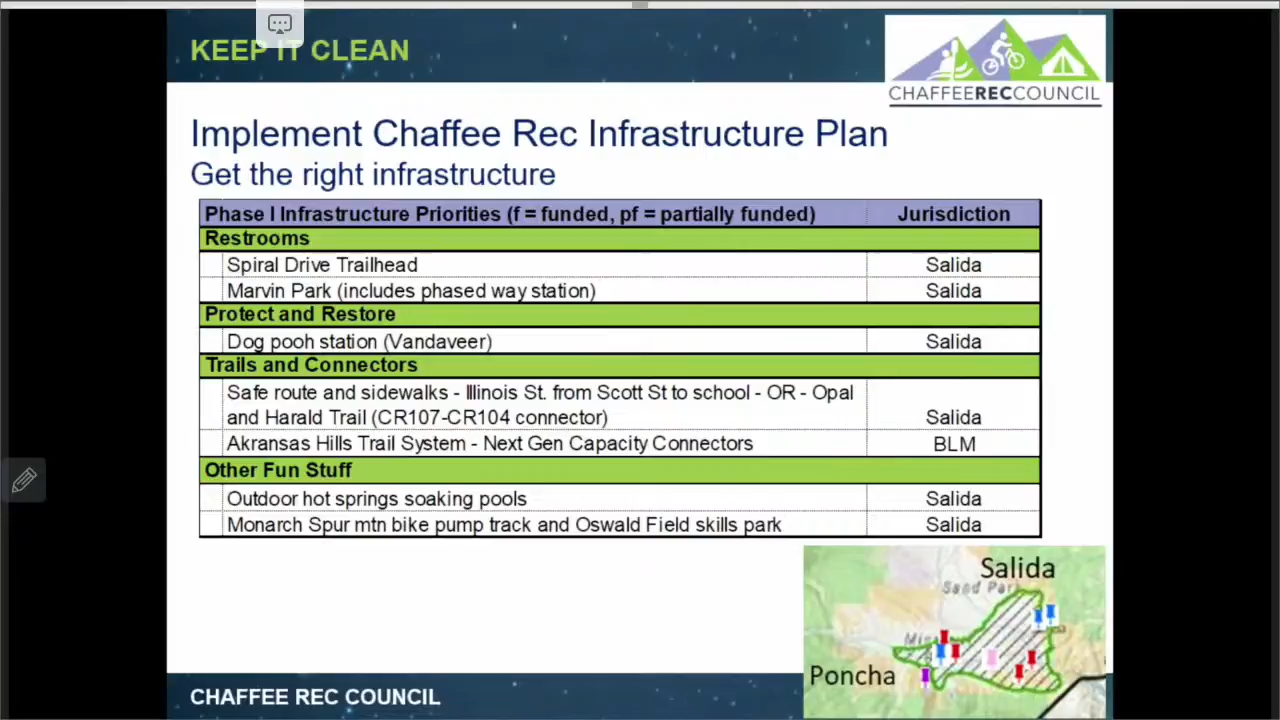 KEEP IT CLEAN
CHAFFEERECCOUNCIL
Implement Chaffee Rec Infrastructure Plan
Get the right infrastructure
Phase I Infrastructure Priorities (f = funded, pf = partially funded) Jurisdiction
Restrooms
Spiral Drive Trailhead Salida
Marvin Park (includes phased way station) Salida
Protect and Restore
Dog pooh station (Vandaveer) Salida
Trails and Connectors
Safe route and sidewalks - Illinois St. from Scott St to school - OR - Opal
and Harald Trail (CR107-CR104 connector) Salida
Akransas Hills Trail System - Next Gen Capacity Connectors BLM
Other Fun Stuff
Outdoor hot springs soaking pools Salida
Monarch Spur mtn bike pump track and Oswald Field skills park Salida
Salida
Sand Par
Poncha
CHAFFEE REC COUNCIL